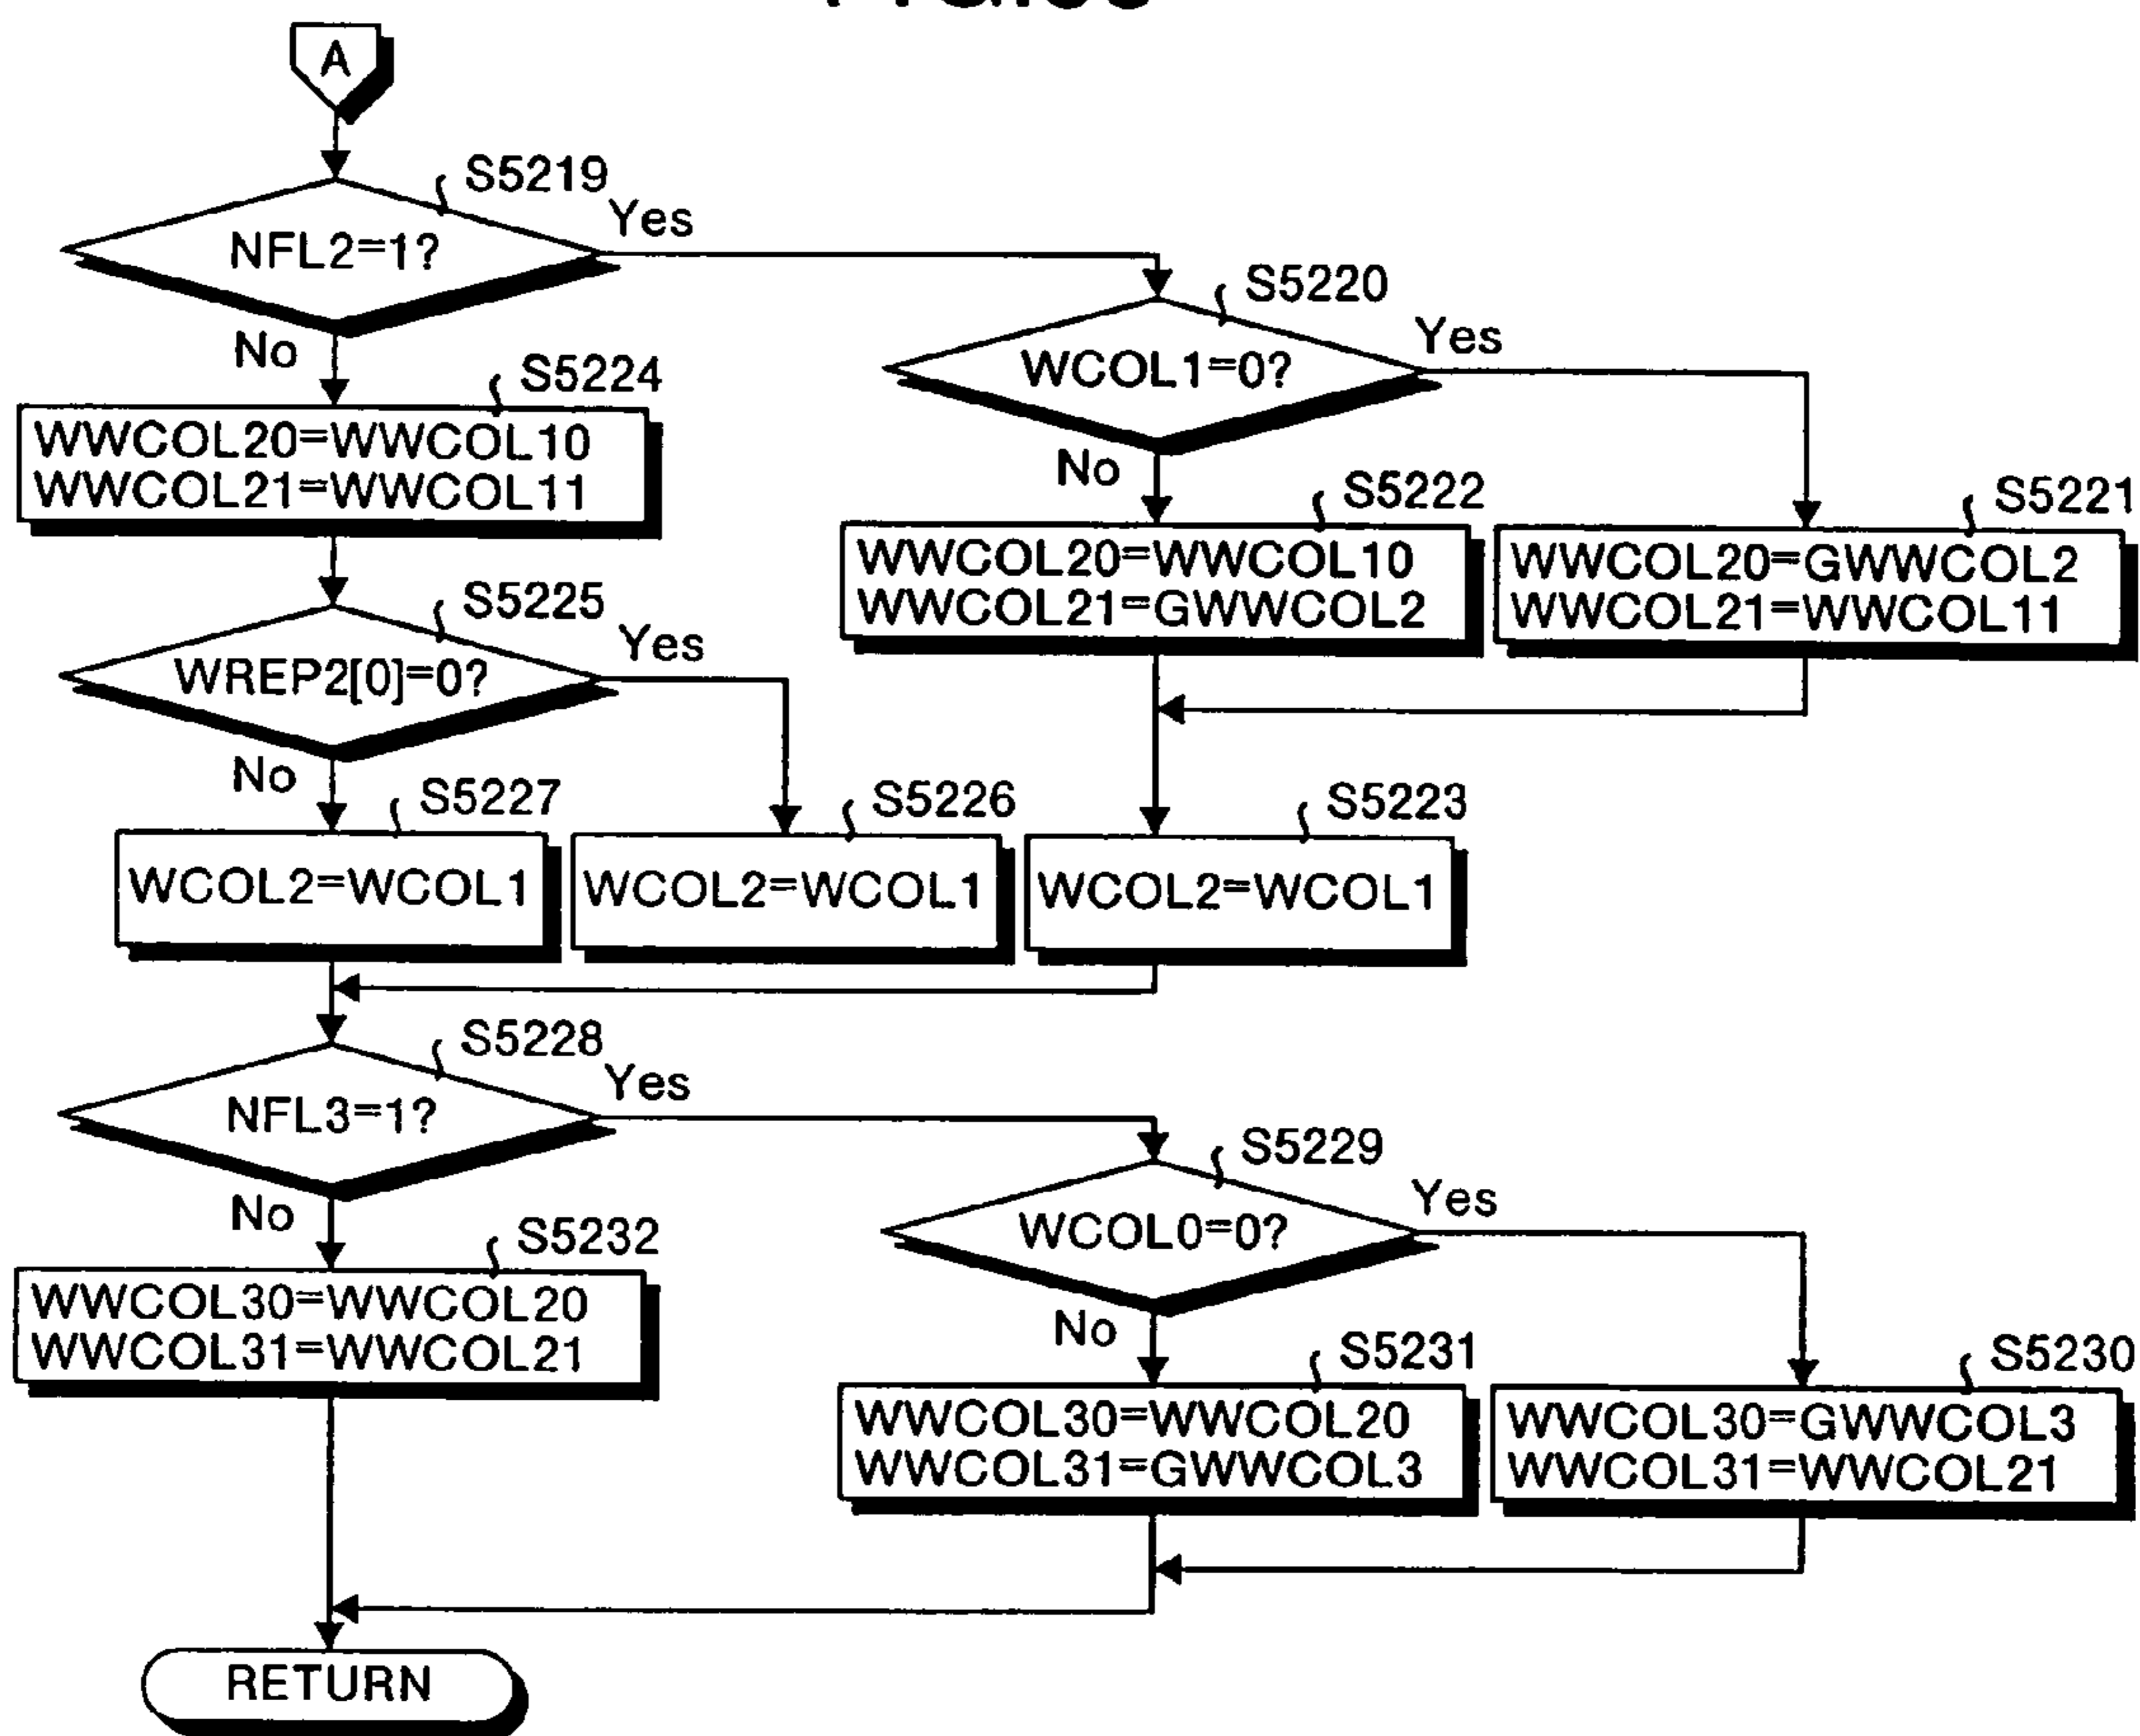 A
S5219
NFL2=1?
Yes
No
S5220
WCOL1=0?
Yes
No
S5224
WWCOL20=WWCOL10
WWCOL21=WWCOL11
S5222
WWCOL20=WWCOL10
WWCOL21=GWWCOL2
S5221
WWCOL20=GWWCOL2
WWCOL21=WWCOL11
S5225
WREP2[0]=0?
Yes
No
S5227
WCOL2=WCOL1
S5226
WCOL2=WCOL1
S5223
WCOL2=WCOL1
S5228
NFL3=1?
Yes
No
S5229
WCOL0=0?
Yes
No
S5232
WWCOL30=WWCOL20
WWCOL31=WWCOL21
S5231
WWCOL30=WWCOL20
WWCOL31=GWWCOL3
S5230
WWCOL30=GWWCOL3
WWCOL31=WWCOL21
RETURN